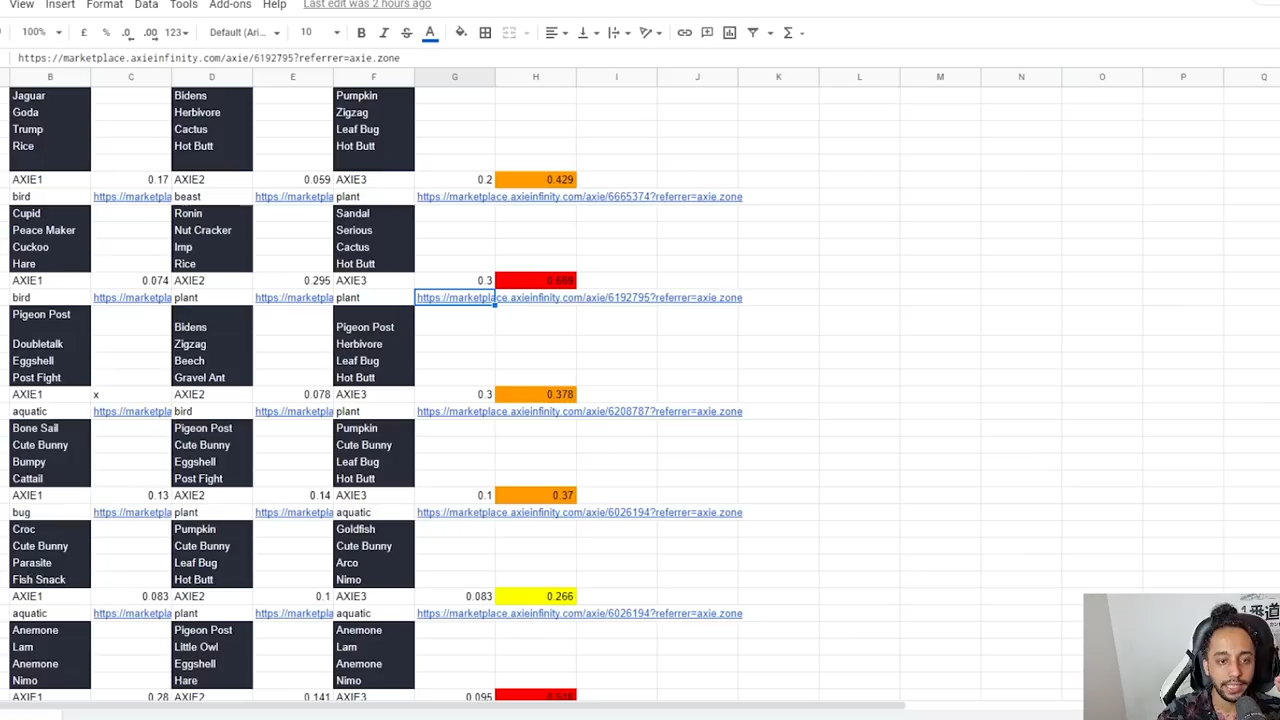 View Insert Format Data Tools Add-ons Help Last edit was 2 hours ago
100% £ % .0 .00 123 Default (Ari... 10 B I S A
https://marketplace.axieinfinity.com/axie/6192795?referrer=axie.zone
B C D E F G H I J K L M N O P Q
Jaguar Bidens Pumpkin
Goda Herbivore Zigzag
Trump Cactus Leaf Bug
Rice Hot Butt Hot Butt
AXIE1 0.17 AXIE2 0.059 AXIE3 0.2 0.429
bird https://marketpla beast https://marketpla plant https://marketplace.axieinfinity.com/axie/6665374?referrer=axie.zone
Cupid Ronin Sandal
Peace Maker Nut Cracker Serious
Cuckoo Imp Cactus
Hare Rice Hot Butt
AXIE1 0.074 AXIE2 0.295 AXIE3 0.3 0.669
bird https://marketpla plant https://marketpla plant https://marketplace.axieinfinity.com/axie/6192795?referrer=axie.zone
Pigeon Post Bidens Pigeon Post
Doubletalk Zigzag Herbivore
Eggshell Beech Leaf Bug
Post Fight Gravel Ant Hot Butt
AXIE1 x AXIE2 0.078 AXIE3 0.3 0.378
aquatic https://marketpla bird https://marketpla plant https://marketplace.axieinfinity.com/axie/6208787?referrer=axie.zone
Bone Sail Pigeon Post Pumpkin
Cute Bunny Cute Bunny Cute Bunny
Bumpy Eggshell Leaf Bug
Cattail Post Fight Hot Butt
AXIE1 0.13 AXIE2 0.14 AXIE3 0.1 0.37
bug https://marketpla plant https://marketpla aquatic https://marketplace.axieinfinity.com/axie/6026194?referrer=axie.zone
Croc Pumpkin Goldfish
Cute Bunny Cute Bunny Cute Bunny
Parasite Leaf Bug Arco
Fish Snack Hot Butt Nimo
AXIE1 0.083 AXIE2 0.1 AXIE3 0.083 0.266
aquatic https://marketpla plant https://marketpla aquatic https://marketplace.axieinfinity.com/axie/6026194?referrer=axie.zone
Anemone Pigeon Post Anemone
Lam Little Owl Lam
Anemone Eggshell Anemone
Nimo Hare Nimo
AXIE1 0.28 AXIE2 0.141 AXIE3 0.095